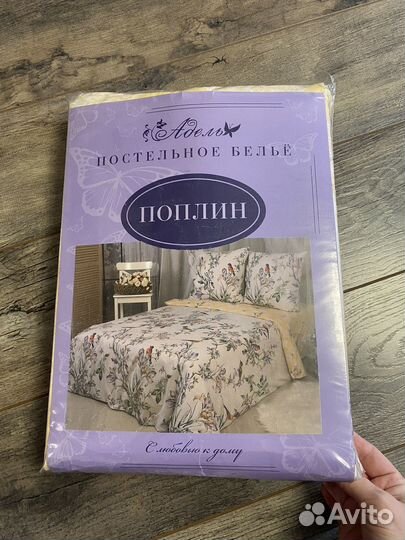 Адель
ПОСТЕЛЬНОЕ БЕЛЬЁ
ПОПЛИН
С любовью к дому
Avito